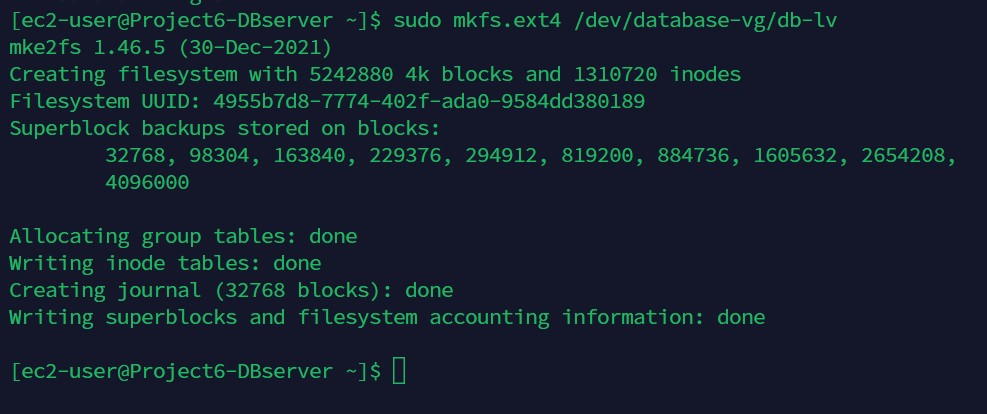 [ec2-user@Project6-DBserver ~]$ sudo mkfs.ext4 /dev/database-vg/db-lv
mke2fs 1.46.5 (30-Dec-2021)
Creating filesystem with 5242880 4k blocks and 1310720 inodes
Filesystem UUID: 4955b7d8-7774-402f-ada0-9584dd380189
Superblock backups stored on blocks:
32768, 98304, 163840, 229376, 294912, 819200, 884736, 1605632, 2654208,
4096000
Allocating group tables: done
Writing inode tables: done
Creating journal (32768 blocks): done
Writing superblocks and filesystem accounting information: done
[ec2-user@Project6-DBserver ~]$